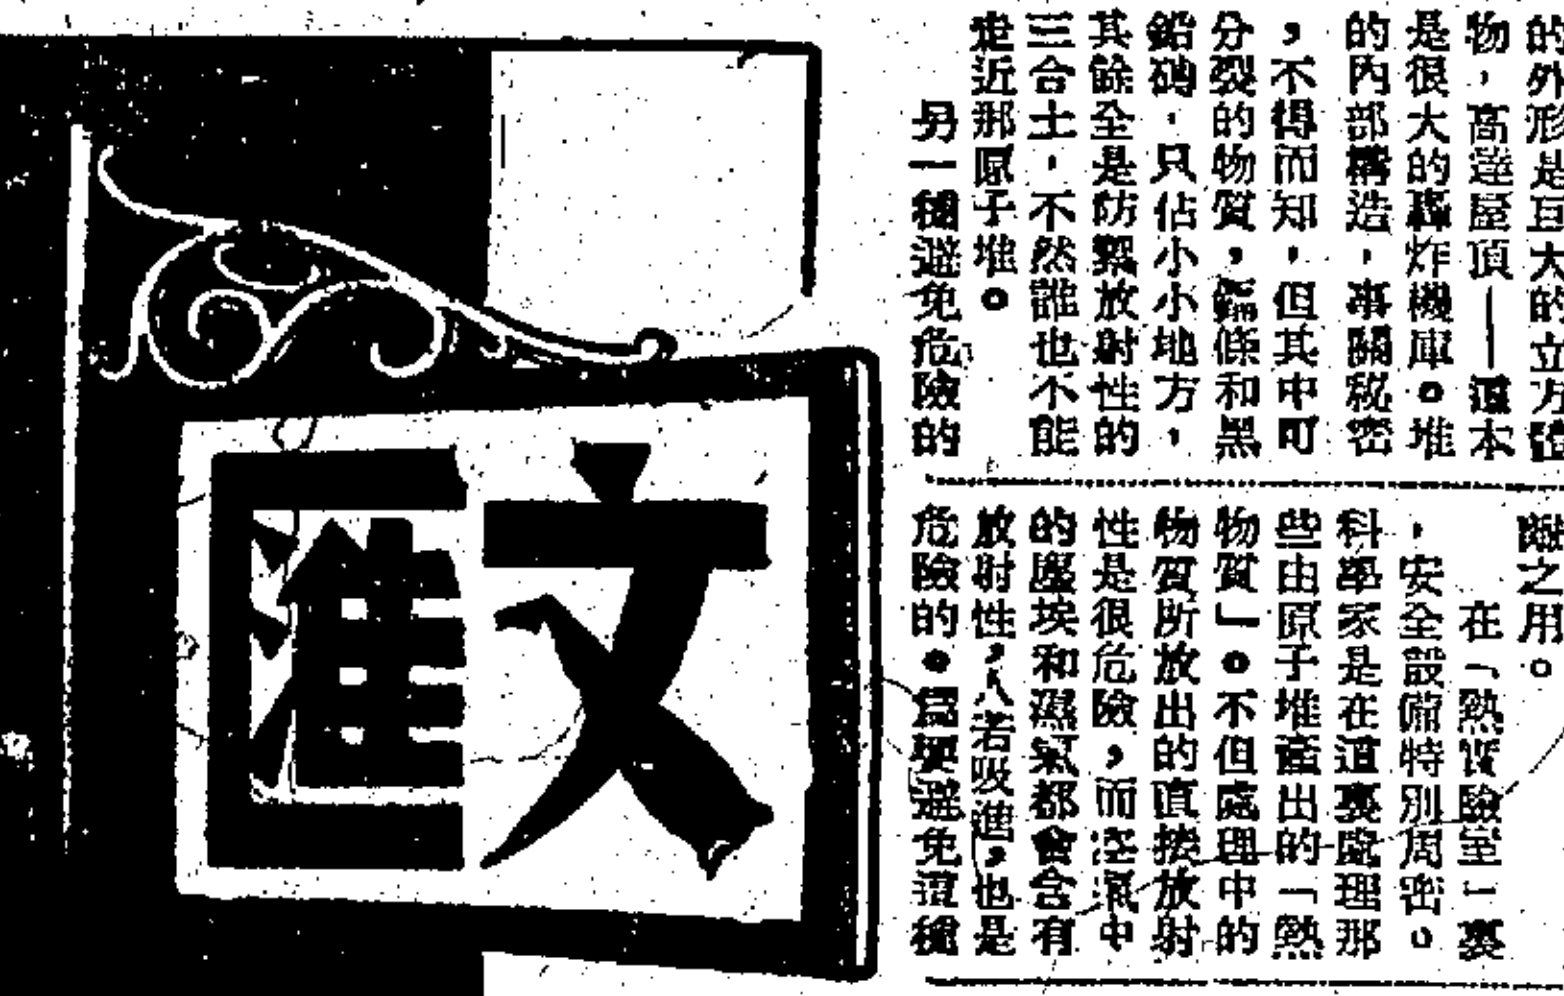 的外形是巨大的立方體
物，高達屋頂——這本
是很大的轟炸機庫。堆
的內部構造，事關秘密
，不得而知，但其中可
分裂的物質，鈾條和黑
鉛磚，只佔小小地方，
其餘全是防禦放射性的
三合土，不然誰也不能
走近那原子堆。
另一種避免危險的
離之用。
在「熱實驗室」裏
，安全設備特別周密。
科學家是在這裏處理那
些由原子堆產出的「熱
物質」。不但處理中的
物質所放出的直接放射
性是很危險，而空氣中
的塵埃和濕氣都會含有
放射性，人若吸進，也是
危險的。爲要避免這種
文匯